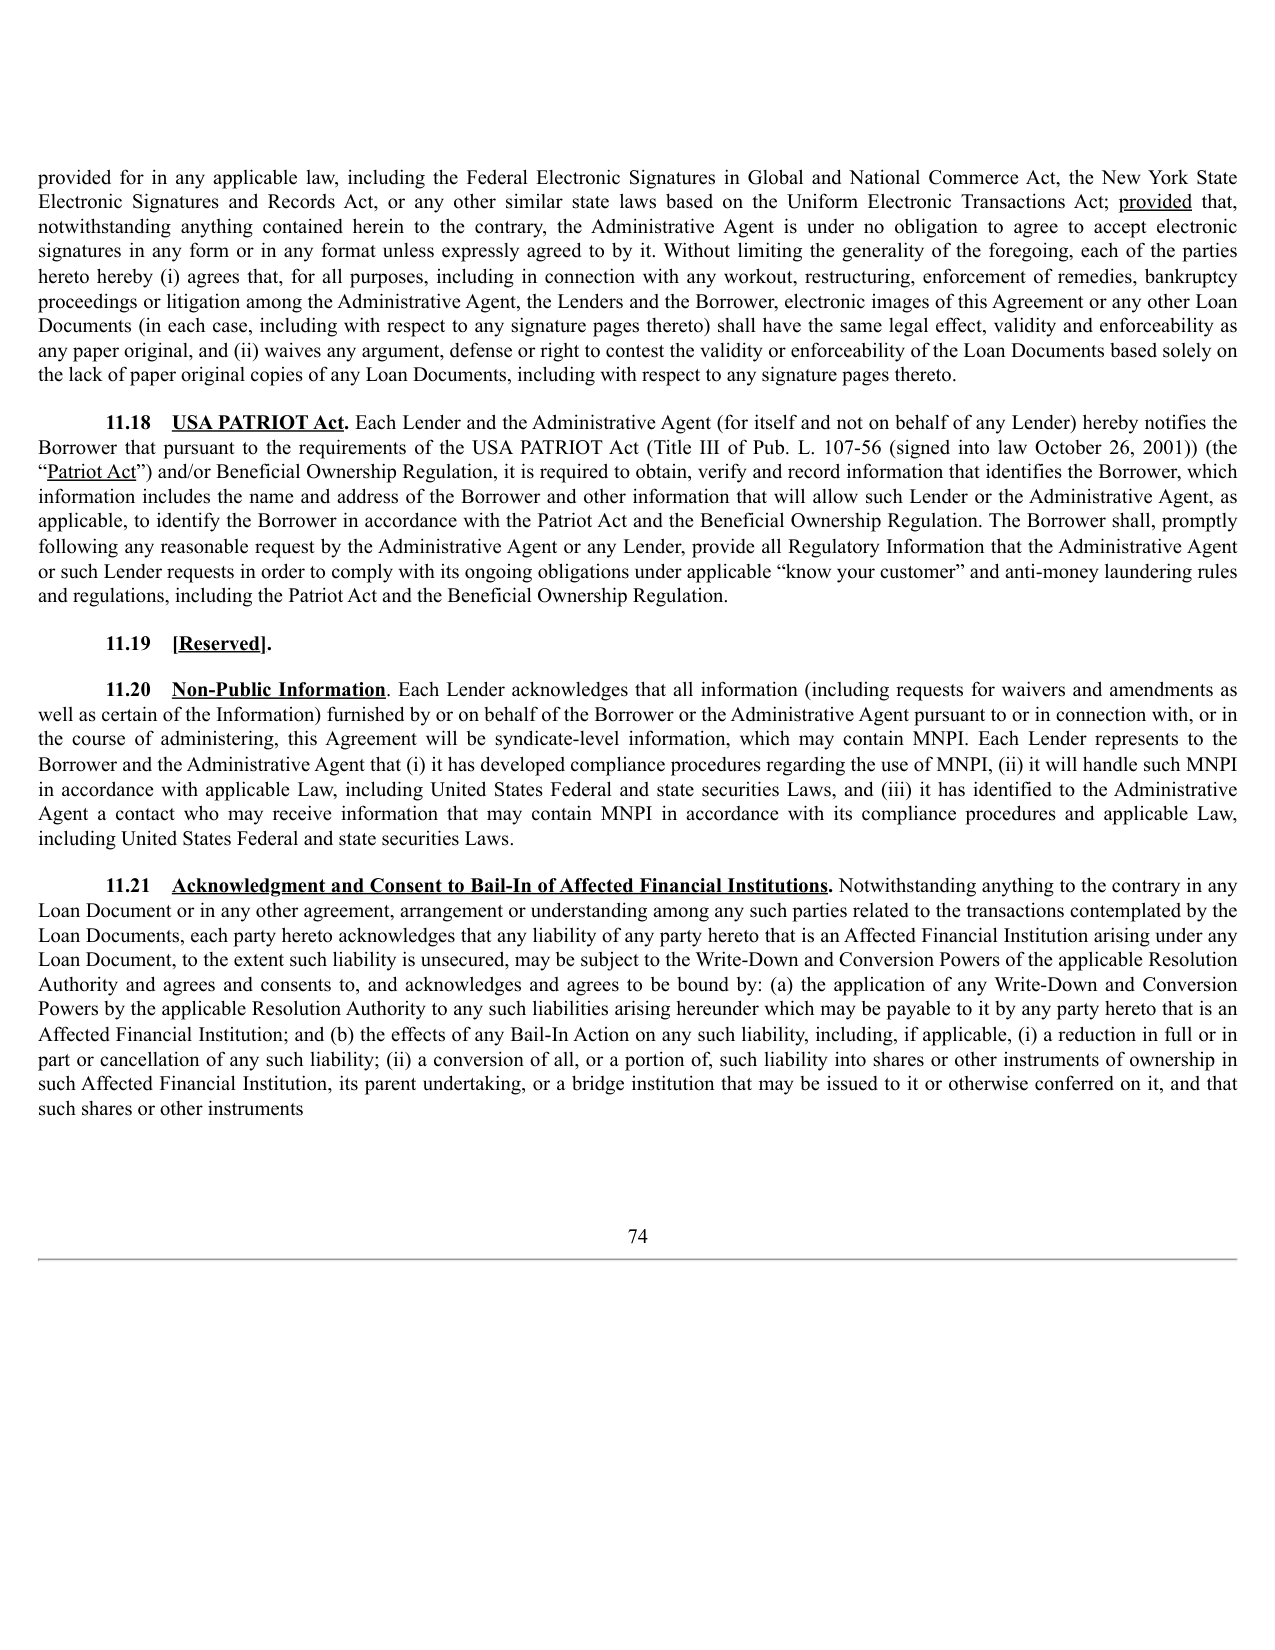 provided for in any applicable law, including the Federal Electronic Signatures in Global and National Commerce Act, the New York State
Electronic Signatures and Records Act, or any other similar state laws based on the Uniform Electronic Transactions Act; provided that,
notwithstanding anything contained herein to the contrary, the Administrative Agent is under no obligation to agree to accept electronic
signatures in any form or in any format unless expressly agreed to by it. Without limiting the generality of the foregoing, each of the parties
hereto hereby (i) agrees that, for all purposes, including in connection with any workout, restructuring, enforcement of remedies, bankruptcy
proceedings or litigation among the Administrative Agent, the Lenders and the Borrower, electronic images of this Agreement or any other Loan
Documents (in each case, including with respect to any signature pages thereto) shall have the same legal effect, validity and enforceability as
any paper original, and (ii) waives any argument, defense or right to contest the validity or enforceability of the Loan Documents based solely on
the lack of paper original copies of any Loan Documents, including with respect to any signature pages thereto.
11.18 USA PATRIOT Act. Each Lender and the Administrative Agent (for itself and not on behalf of any Lender) hereby notifies the
Borrower that pursuant to the requirements of the USA PATRIOT Act (Title III of Pub. L. 107-56 (signed into law October 26, 2001)) (the
“Patriot Act”) and/or Beneficial Ownership Regulation, it is required to obtain, verify and record information that identifies the Borrower, which
information includes the name and address of the Borrower and other information that will allow such Lender or the Administrative Agent, as
applicable, to identify the Borrower in accordance with the Patriot Act and the Beneficial Ownership Regulation. The Borrower shall, promptly
following any reasonable request by the Administrative Agent or any Lender, provide all Regulatory Information that the Administrative Agent
or such Lender requests in order to comply with its ongoing obligations under applicable “know your customer” and anti-money laundering rules
and regulations, including the Patriot Act and the Beneficial Ownership Regulation.
11.19 [Reserved].
11.20 Non-Public Information. Each Lender acknowledges that all information (including requests for waivers and amendments as
well as certain of the Information) furnished by or on behalf of the Borrower or the Administrative Agent pursuant to or in connection with, or in
the course of administering, this Agreement will be syndicate-level information, which may contain MNPI. Each Lender represents to the
Borrower and the Administrative Agent that (i) it has developed compliance procedures regarding the use of MNPI, (ii) it will handle such MNPI
in accordance with applicable Law, including United States Federal and state securities Laws, and (iii) it has identified to the Administrative
Agent a contact who may receive information that may contain MNPI in accordance with its compliance procedures and applicable Law,
including United States Federal and state securities Laws.
11.21 Acknowledgment and Consent to Bail-In of Affected Financial Institutions. Notwithstanding anything to the contrary in any
Loan Document or in any other agreement, arrangement or understanding among any such parties related to the transactions contemplated by the
Loan Documents, each party hereto acknowledges that any liability of any party hereto that is an Affected Financial Institution arising under any
Loan Document, to the extent such liability is unsecured, may be subject to the Write-Down and Conversion Powers of the applicable Resolution
Authority and agrees and consents to, and acknowledges and agrees to be bound by: (a) the application of any Write-Down and Conversion
Powers by the applicable Resolution Authority to any such liabilities arising hereunder which may be payable to it by any party hereto that is an
Affected Financial Institution; and (b) the effects of any Bail-In Action on any such liability, including, if applicable, (i) a reduction in full or in
part or cancellation of any such liability; (ii) a conversion of all, or a portion of, such liability into shares or other instruments of ownership in
such Affected Financial Institution, its parent undertaking, or a bridge institution that may be issued to it or otherwise conferred on it, and that
such shares or other instruments
74